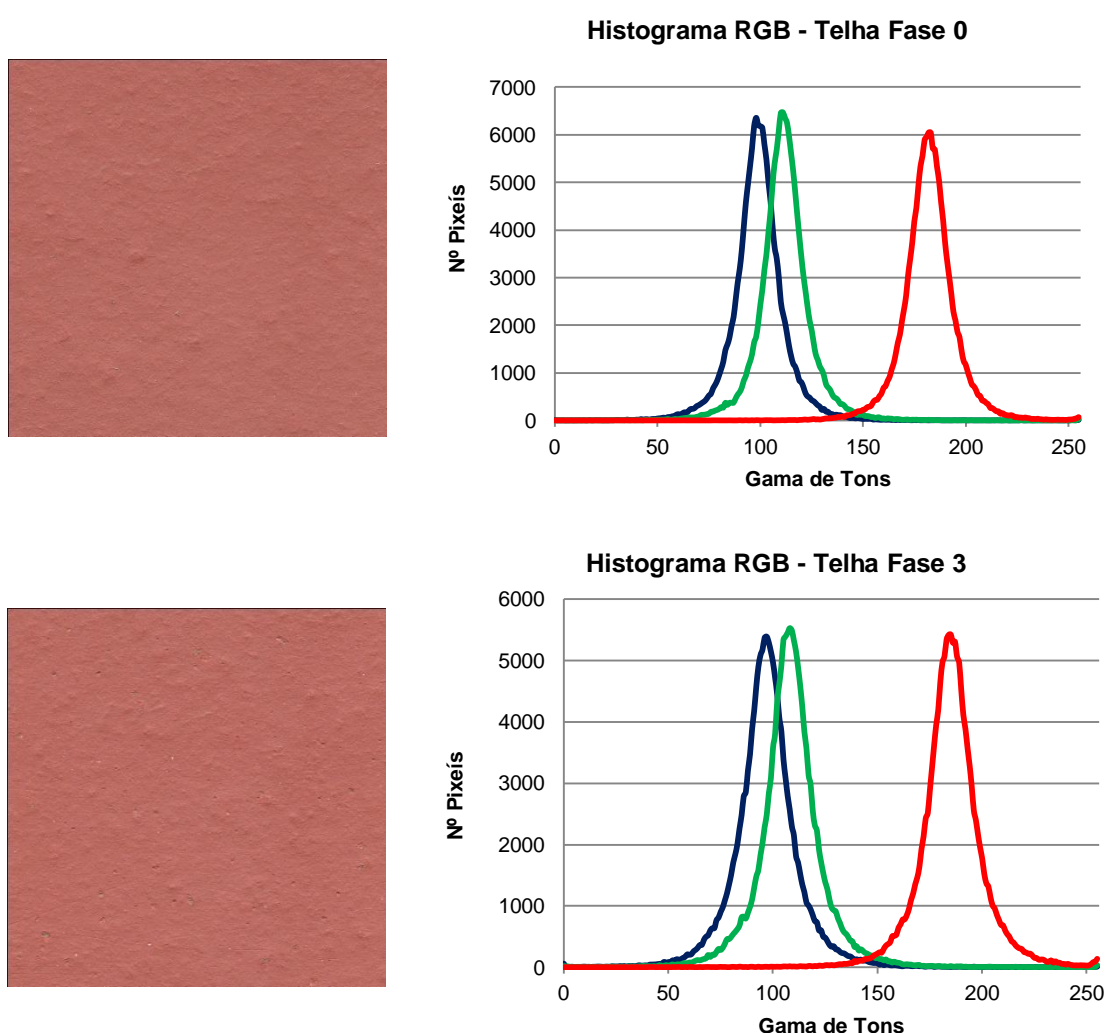 Histograma RGB - Telha Fase 0
7000
6000
5000
4000
3000
2000
1000
0
Nº Pixeís
0 50 100 150 200 250
Gama de Tons
Histograma RGB - Telha Fase 3
6000
5000
4000
3000
2000
1000
0
Nº Pixeís
0 50 100 150 200 250
Gama de Tons